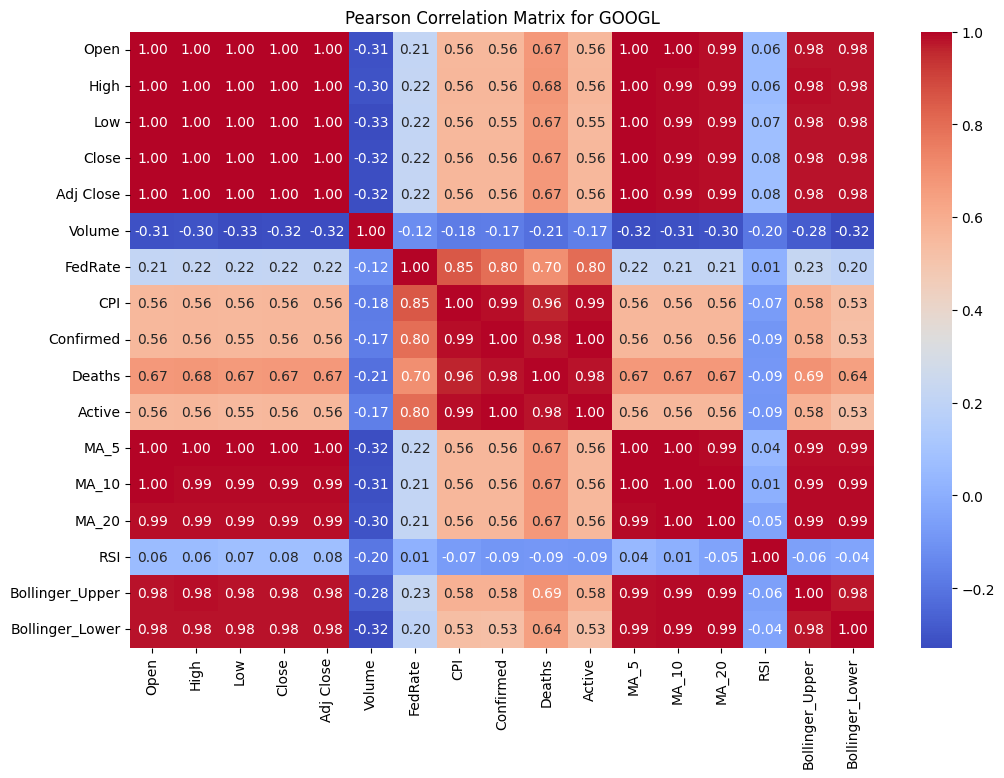 Pearson Correlation Matrix for GOOGL
Open 1.00 1.00 1.00 1.00 1.00 -0.31 0.21 0.56 0.56 0.67 0.56 1.00 1.00 0.99 0.06 0.98 0.98
High 1.00 1.00 1.00 1.00 1.00 -0.30 0.22 0.56 0.56 0.68 0.56 1.00 0.99 0.99 0.06 0.98 0.98
Low 1.00 1.00 1.00 1.00 1.00 -0.33 0.22 0.56 0.55 0.67 0.55 1.00 0.99 0.99 0.07 0.98 0.98
Close 1.00 1.00 1.00 1.00 1.00 -0.32 0.22 0.56 0.56 0.67 0.56 1.00 0.99 0.99 0.08 0.98 0.98
Adj Close 1.00 1.00 1.00 1.00 1.00 -0.32 0.22 0.56 0.56 0.67 0.56 1.00 0.99 0.99 0.08 0.98 0.98
Volume -0.31 -0.30 -0.33 -0.32 -0.32 1.00 -0.12 -0.18 -0.17 -0.21 -0.17 -0.32 -0.31 -0.30 -0.20 -0.28 -0.32
FedRate 0.21 0.22 0.22 0.22 0.22 -0.12 1.00 0.85 0.80 0.70 0.80 0.22 0.21 0.21 0.01 0.23 0.20
CPI 0.56 0.56 0.56 0.56 0.56 -0.18 0.85 1.00 0.99 0.96 0.99 0.56 0.56 0.56 -0.07 0.58 0.53
Confirmed 0.56 0.56 0.55 0.56 0.56 -0.17 0.80 0.99 1.00 0.98 1.00 0.56 0.56 0.56 -0.09 0.58 0.53
Deaths 0.67 0.68 0.67 0.67 0.67 -0.21 0.70 0.96 0.98 1.00 0.98 0.67 0.67 0.67 -0.09 0.69 0.64
Active 0.56 0.56 0.55 0.56 0.56 -0.17 0.80 0.99 1.00 0.98 1.00 0.56 0.56 0.56 -0.09 0.58 0.53
MA_5 1.00 1.00 1.00 1.00 1.00 -0.32 0.22 0.56 0.56 0.67 0.56 1.00 1.00 0.99 0.04 0.99 0.99
MA_10 1.00 0.99 0.99 0.99 0.99 -0.31 0.21 0.56 0.56 0.67 0.56 1.00 1.00 1.00 0.01 0.99 0.99
MA_20 0.99 0.99 0.99 0.99 0.99 -0.30 0.21 0.56 0.56 0.67 0.56 0.99 1.00 1.00 -0.05 0.99 0.99
RSI 0.06 0.06 0.07 0.08 0.08 -0.20 0.01 -0.07 -0.09 -0.09 -0.09 0.04 0.01 -0.05 1.00 -0.06 -0.04
Bollinger_Upper 0.98 0.98 0.98 0.98 0.98 -0.28 0.23 0.58 0.58 0.69 0.58 0.99 0.99 0.99 -0.06 1.00 0.98
Bollinger_Lower 0.98 0.98 0.98 0.98 0.98 -0.32 0.20 0.53 0.53 0.64 0.53 0.99 0.99 0.99 -0.04 0.98 1.00
Open High Low Close Adj Close Volume FedRate CPI Confirmed Deaths Active MA_5 MA_10 MA_20 RSI Bollinger_Upper Bollinger_Lower
1.0
0.8
0.6
0.4
0.2
0.0
−0.2